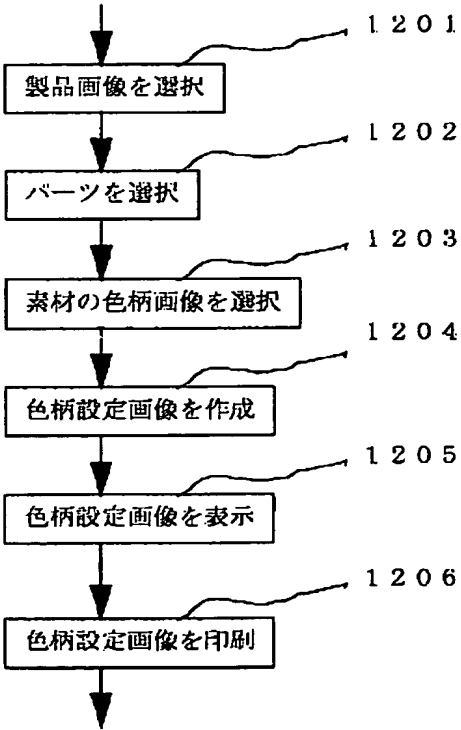 1201
製品画像を選択
1202
パーツを選択
1203
素材の色柄画像を選択
1204
色柄設定画像を作成
1205
色柄設定画像を表示
1206
色柄設定画像を印刷